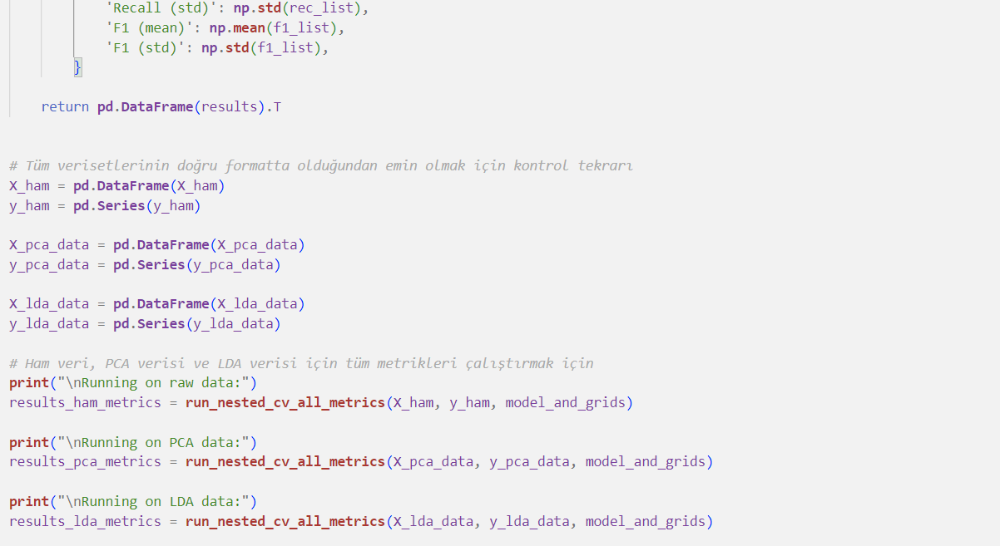 'Recall (std)': np.std(rec_list),
'F1 (mean)': np.mean(f1_list),
'F1 (std)': np.std(f1_list),
}
return pd.DataFrame(results).T
# Tüm verisetlerinin doğru formatta olduğundan emin olmak için kontrol tekrarı
X_ham = pd.DataFrame(X_ham)
y_ham = pd.Series(y_ham)
X_pca_data = pd.DataFrame(X_pca_data)
y_pca_data = pd.Series(y_pca_data)
X_lda_data = pd.DataFrame(X_lda_data)
y_lda_data = pd.Series(y_lda_data)
# Ham veri, PCA verisi ve LDA verisi için tüm metrikleri çalıştırmak için
print("\nRunning on raw data:")
results_ham_metrics = run_nested_cv_all_metrics(X_ham, y_ham, model_and_grids)
print("\nRunning on PCA data:")
results_pca_metrics = run_nested_cv_all_metrics(X_pca_data, y_pca_data, model_and_grids)
print("\nRunning on LDA data:")
results_lda_metrics = run_nested_cv_all_metrics(X_lda_data, y_lda_data, model_and_grids)